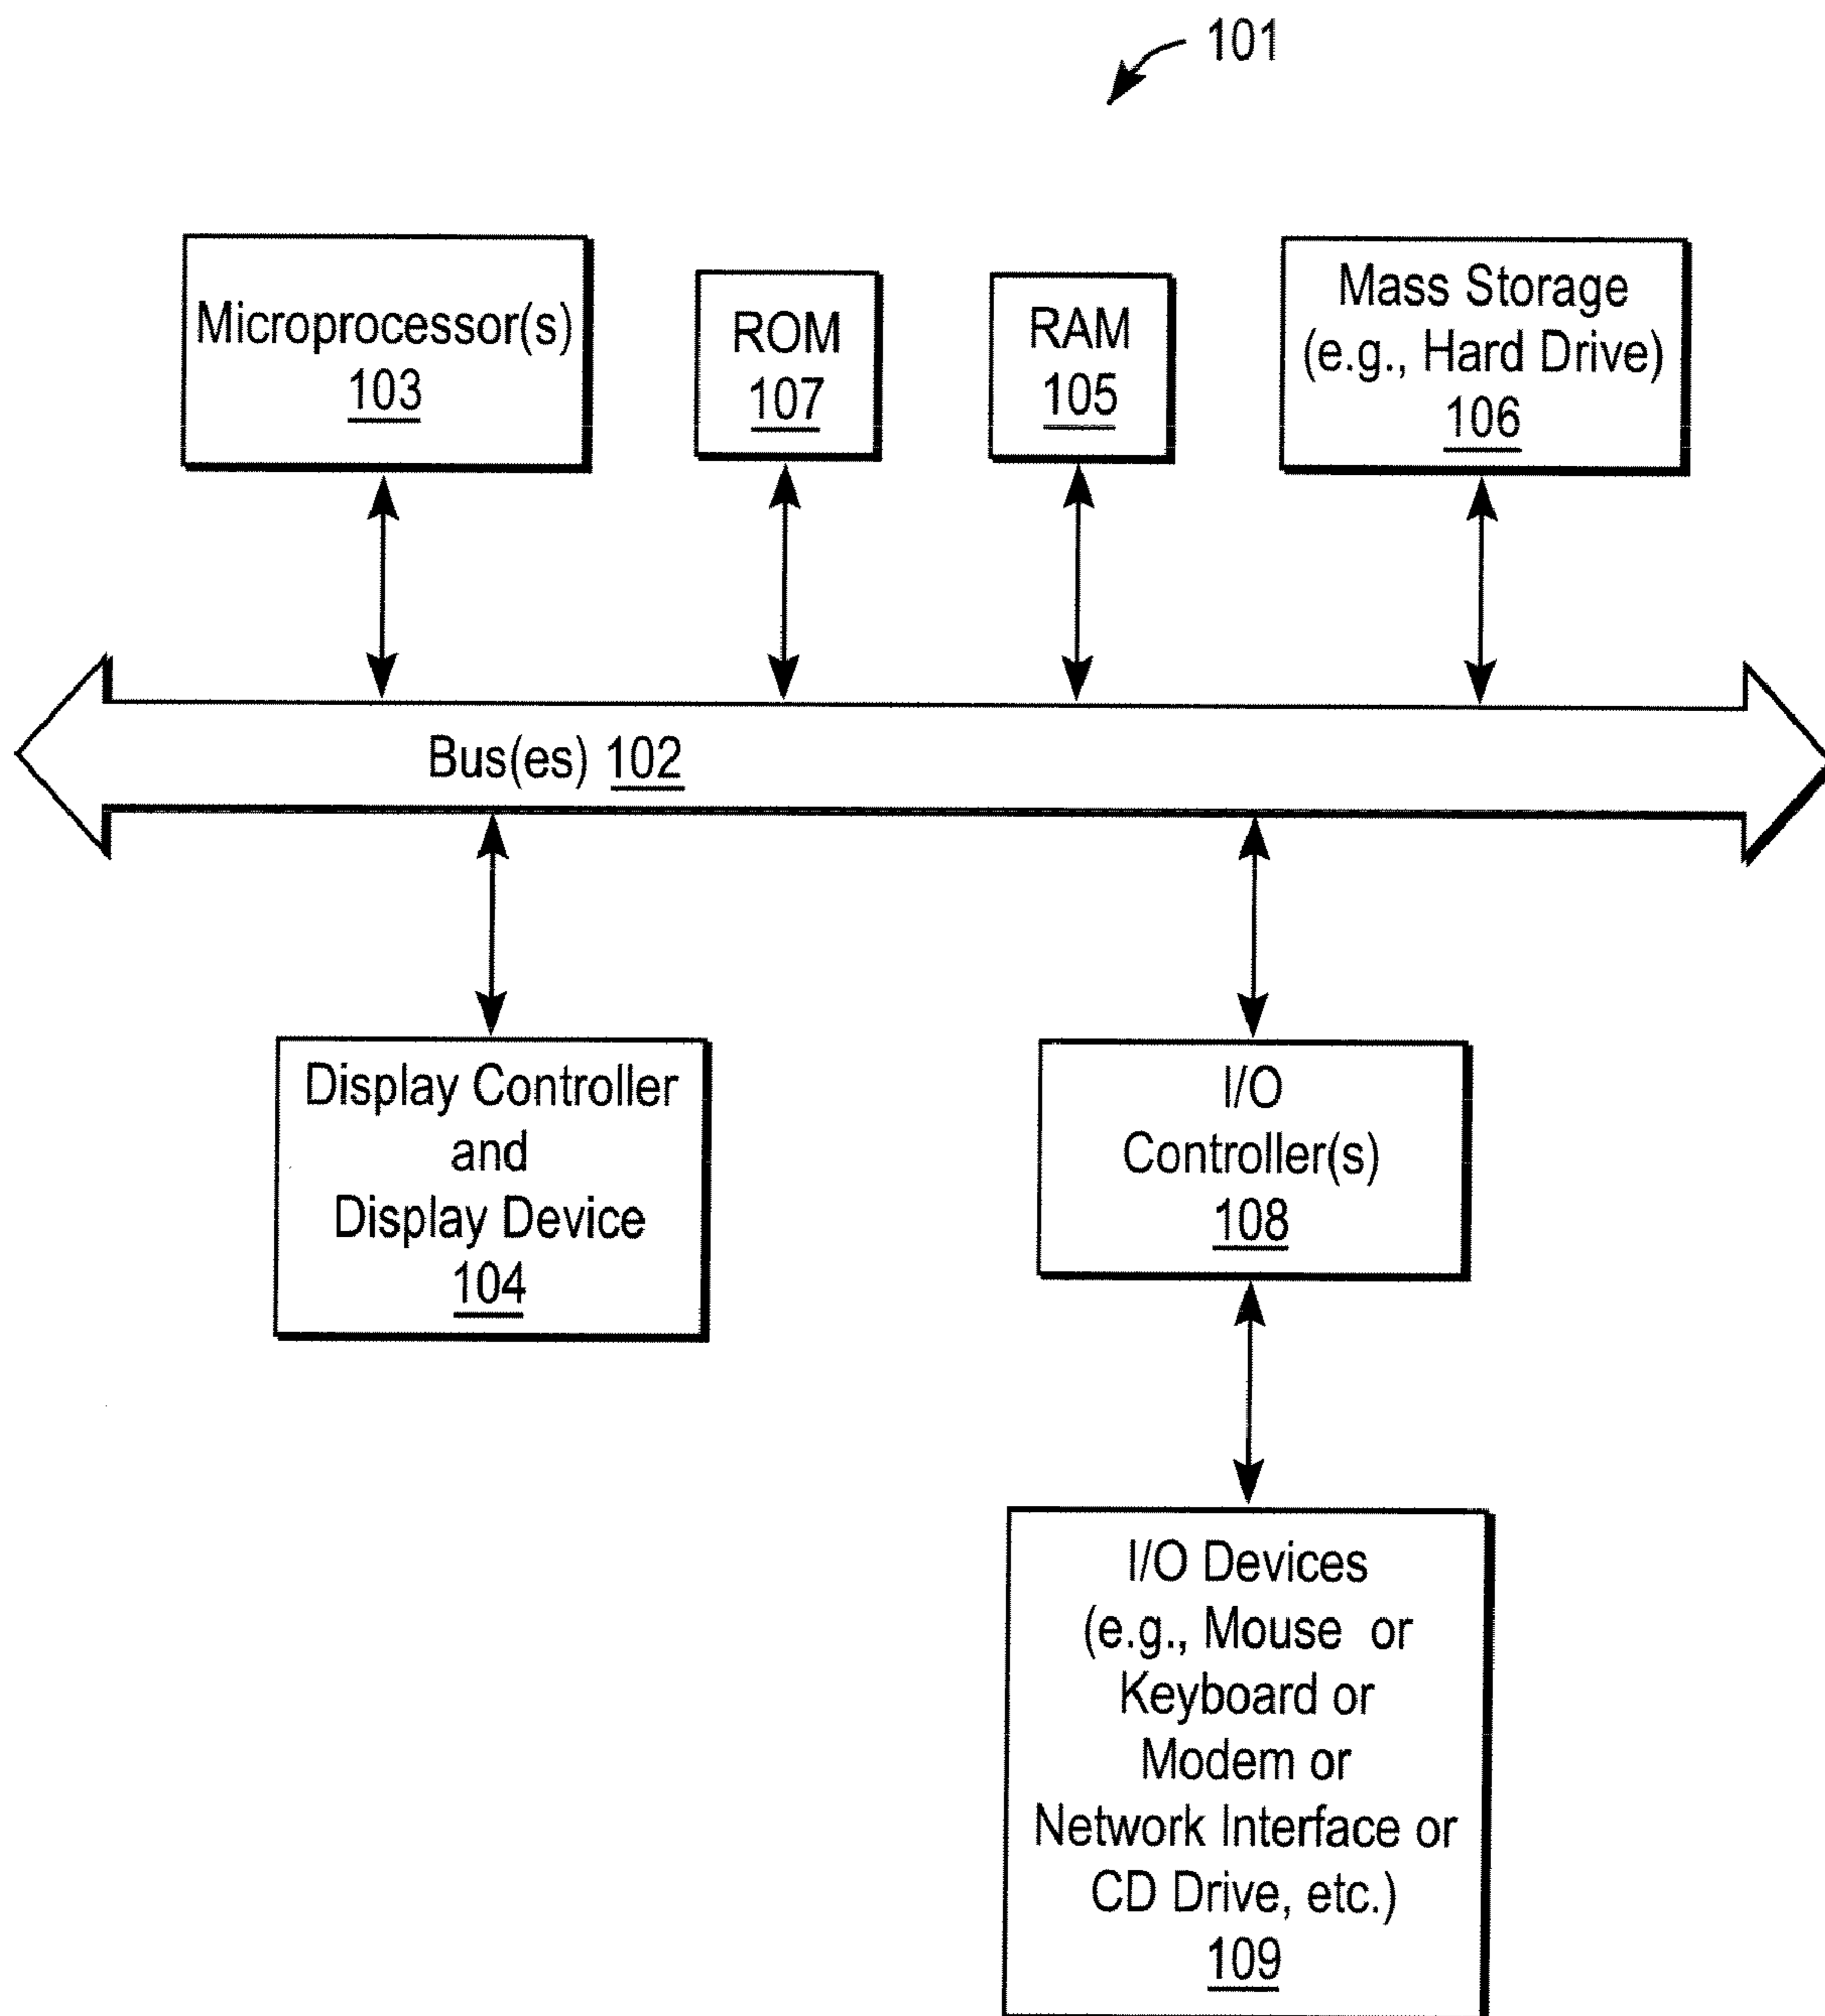 101
Microprocessor(s)
103
ROM
107
RAM
105
Mass Storage
(e.g., Hard Drive)
106
Bus(es) 102
Display Controller
and
Display Device
104
I/O
Controller(s)
108
I/O Devices
(e.g., Mouse or
Keyboard or
Modem or
Network Interface or
CD Drive, etc.)
109